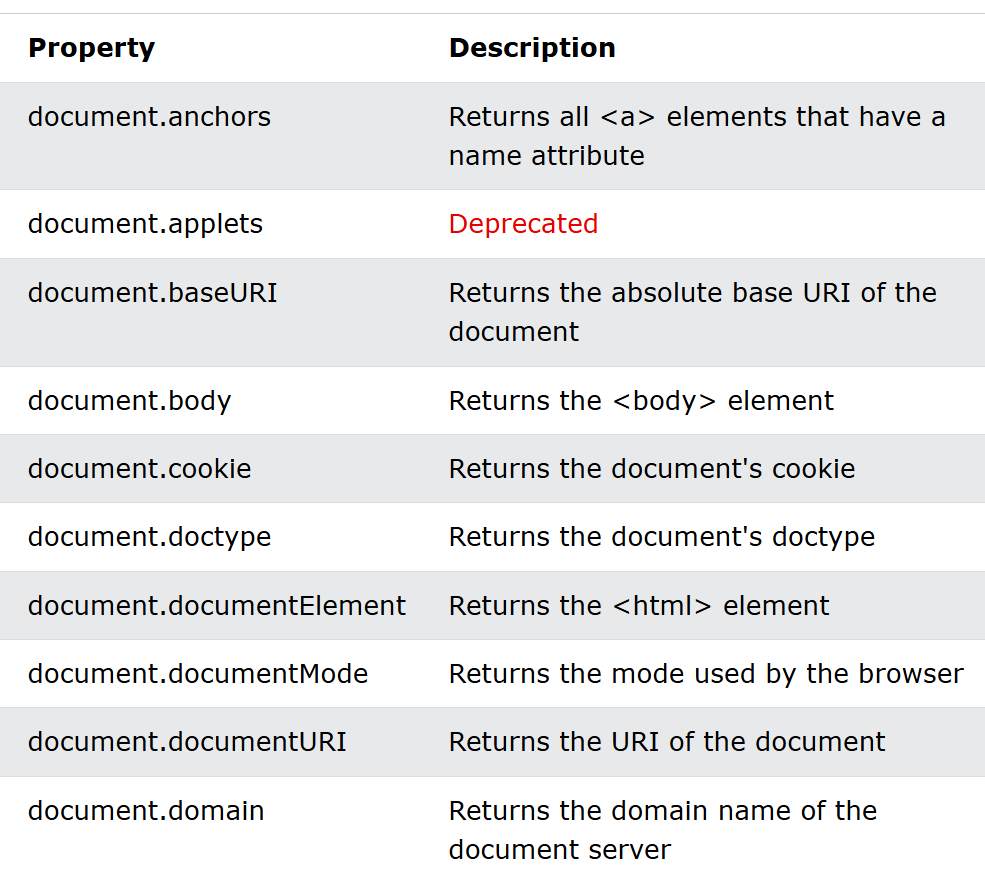 Property Description
document.anchors Returns all <a> elements that have a
name attribute
document.applets Deprecated
document.baseURI Returns the absolute base URI of the
document
document.body Returns the <body> element
document.cookie Returns the document's cookie
document.doctype Returns the document's doctype
document.documentElement Returns the <html> element
document.documentMode Returns the mode used by the browser
document.documentURI Returns the URI of the document
document.domain Returns the domain name of the
document server